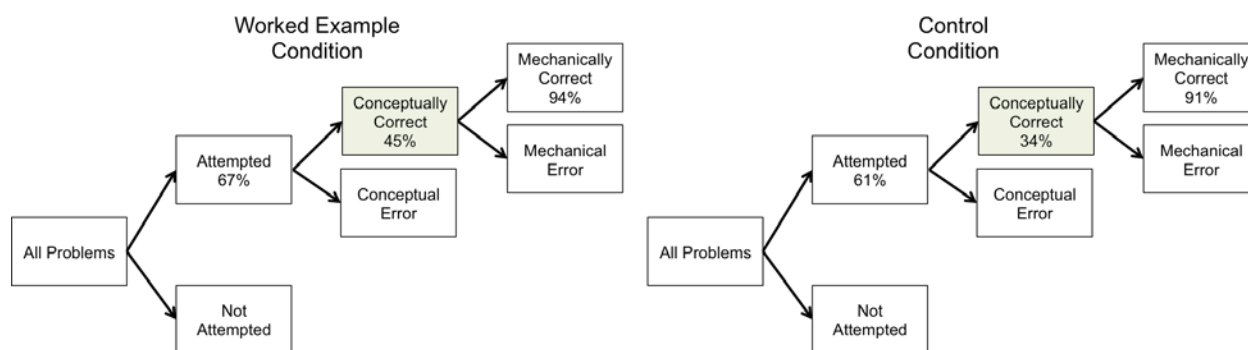 Worked Example
Condition
Mechanically
Correct
94%
Conceptually
Correct
45%
Mechanical
Error
Attempted
67%
Conceptual
Error
All Problems
Not
Attempted
Control
Condition
Mechanically
Correct
91%
Conceptually
Correct
34%
Mechanical
Error
Attempted
61%
Conceptual
Error
All Problems
Not
Attempted